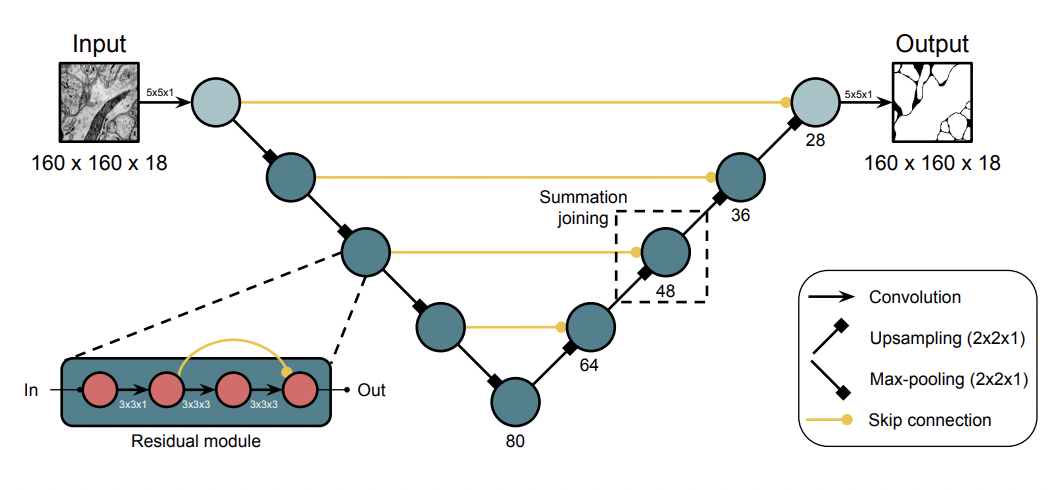 Input
Output
5x5x1
5x5x1
160 x 160 x 18
28
160 x 160 x 18
Summation
joining
36
48
64
80
In
3x3x1
3x3x3
3x3x3
Out
Residual module
Convolution
Upsampling (2x2x1)
Max-pooling (2x2x1)
Skip connection